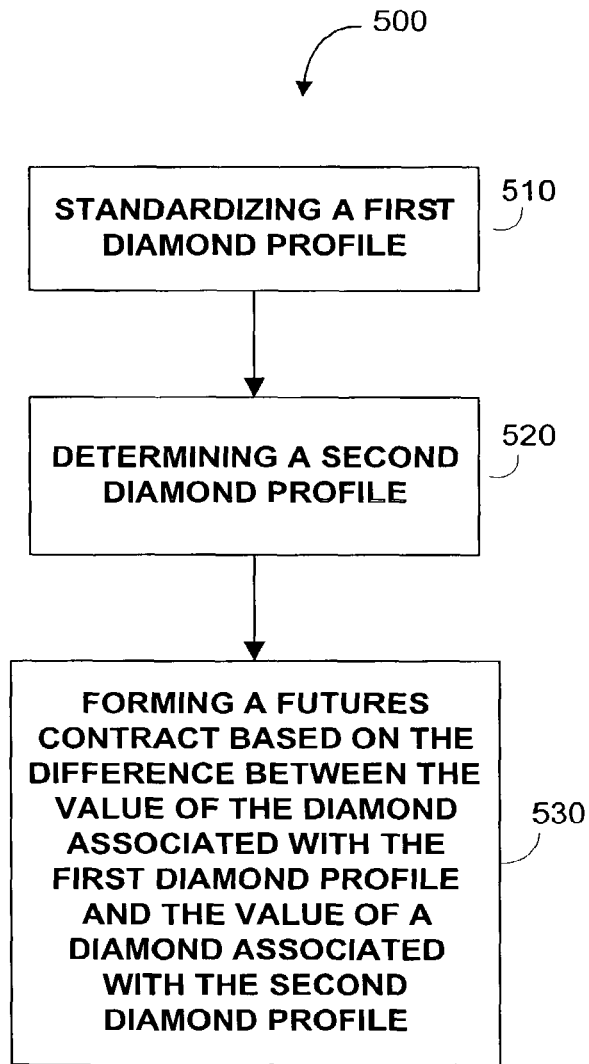 500
STANDARDIZING A FIRST
DIAMOND PROFILE
510
DETERMINING A SECOND
DIAMOND PROFILE
520
FORMING A FUTURES
CONTRACT BASED ON THE
DIFFERENCE BETWEEN THE
VALUE OF THE DIAMOND
ASSOCIATED WITH THE
FIRST DIAMOND PROFILE
AND THE VALUE OF A
DIAMOND ASSOCIATED
WITH THE SECOND
DIAMOND PROFILE
530